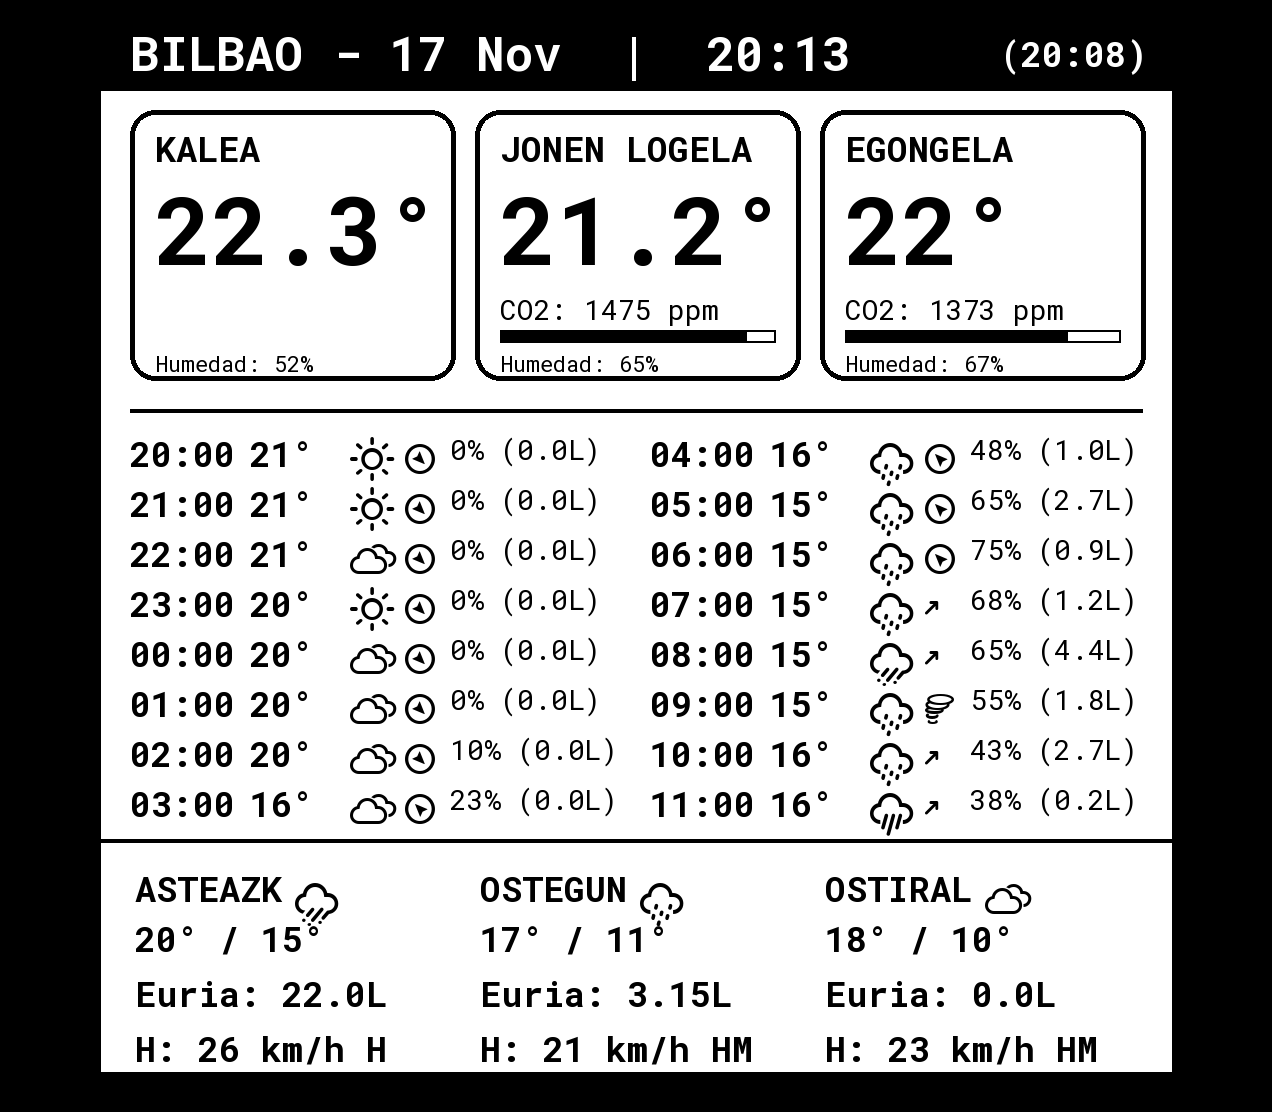 BILBAO - 17 Nov | 20:13 (20:08)
KALEA
22.3°
Humedad: 52%
JONEN LOGELA
21.2°
CO2: 1475 ppm
Humedad: 65%
EGONGELA
22°
CO2: 1373 ppm
Humedad: 67%
20:00 21° 0% (0.0L)
21:00 21° 0% (0.0L)
22:00 21° 0% (0.0L)
23:00 20° 0% (0.0L)
00:00 20° 0% (0.0L)
01:00 20° 0% (0.0L)
02:00 20° 10% (0.0L)
03:00 16° 23% (0.0L)
04:00 16° 48% (1.0L)
05:00 15° 65% (2.7L)
06:00 15° 75% (0.9L)
07:00 15° 68% (1.2L)
08:00 15° 65% (4.4L)
09:00 15° 55% (1.8L)
10:00 16° 43% (2.7L)
11:00 16° 38% (0.2L)
ASTEAZK
20° / 15°
Euria: 22.0L
H: 26 km/h H
OSTEGUN
17° / 11°
Euria: 3.15L
H: 21 km/h HM
OSTIRAL
18° / 10°
Euria: 0.0L
H: 23 km/h HM